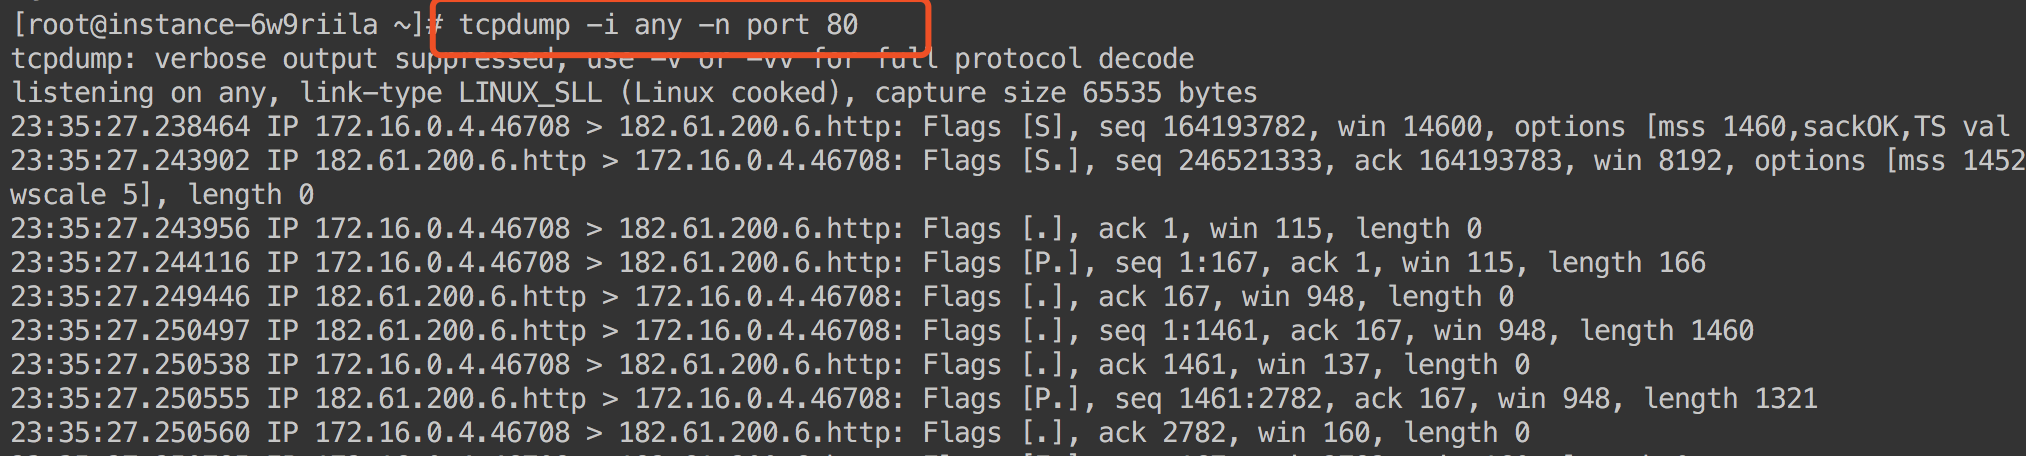 [root@instance-6w9riila ~]# tcpdump -i any -n port 80
tcpdump: verbose output suppressed, use -v or -vv for full protocol decode
listening on any, link-type LINUX_SLL (Linux cooked), capture size 65535 bytes
23:35:27.238464 IP 172.16.0.4.46708 > 182.61.200.6.http: Flags [S], seq 164193782, win 14600, options [mss 1460,sackOK,TS val
23:35:27.243902 IP 182.61.200.6.http > 172.16.0.4.46708: Flags [S.], seq 246521333, ack 164193783, win 8192, options [mss 1452
wscale 5], length 0
23:35:27.243956 IP 172.16.0.4.46708 > 182.61.200.6.http: Flags [.], ack 1, win 115, length 0
23:35:27.244116 IP 172.16.0.4.46708 > 182.61.200.6.http: Flags [P.], seq 1:167, ack 1, win 115, length 166
23:35:27.249446 IP 182.61.200.6.http > 172.16.0.4.46708: Flags [.], ack 167, win 948, length 0
23:35:27.250497 IP 182.61.200.6.http > 172.16.0.4.46708: Flags [.], seq 1:1461, ack 167, win 948, length 1460
23:35:27.250538 IP 172.16.0.4.46708 > 182.61.200.6.http: Flags [.], ack 1461, win 137, length 0
23:35:27.250555 IP 182.61.200.6.http > 172.16.0.4.46708: Flags [P.], seq 1461:2782, ack 167, win 948, length 1321
23:35:27.250560 IP 172.16.0.4.46708 > 182.61.200.6.http: Flags [.], ack 2782, win 160, length 0